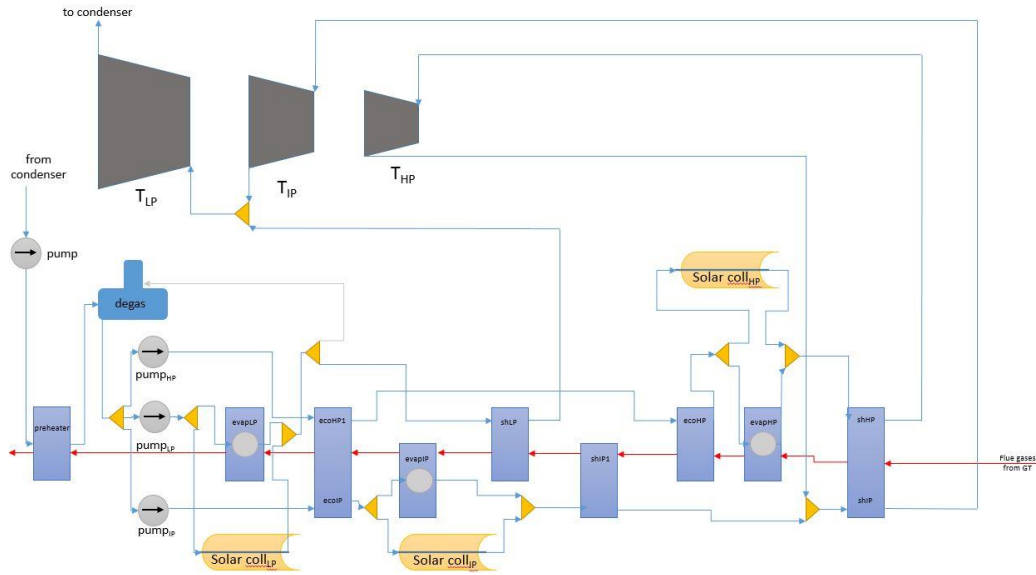 to condenser
from
condenser
T_LP
T_IP
T_HP
pump
degas
Solar coll_HP
pump_HP
preheater
pump_LP
evapLP
ecoHP1
shLP
ecoHP
evapHP
shHP
evapIP
shIP1
Flue gases
from GT
ecoIP
shIP
pump_IP
Solar coll_LP
Solar coll_IP